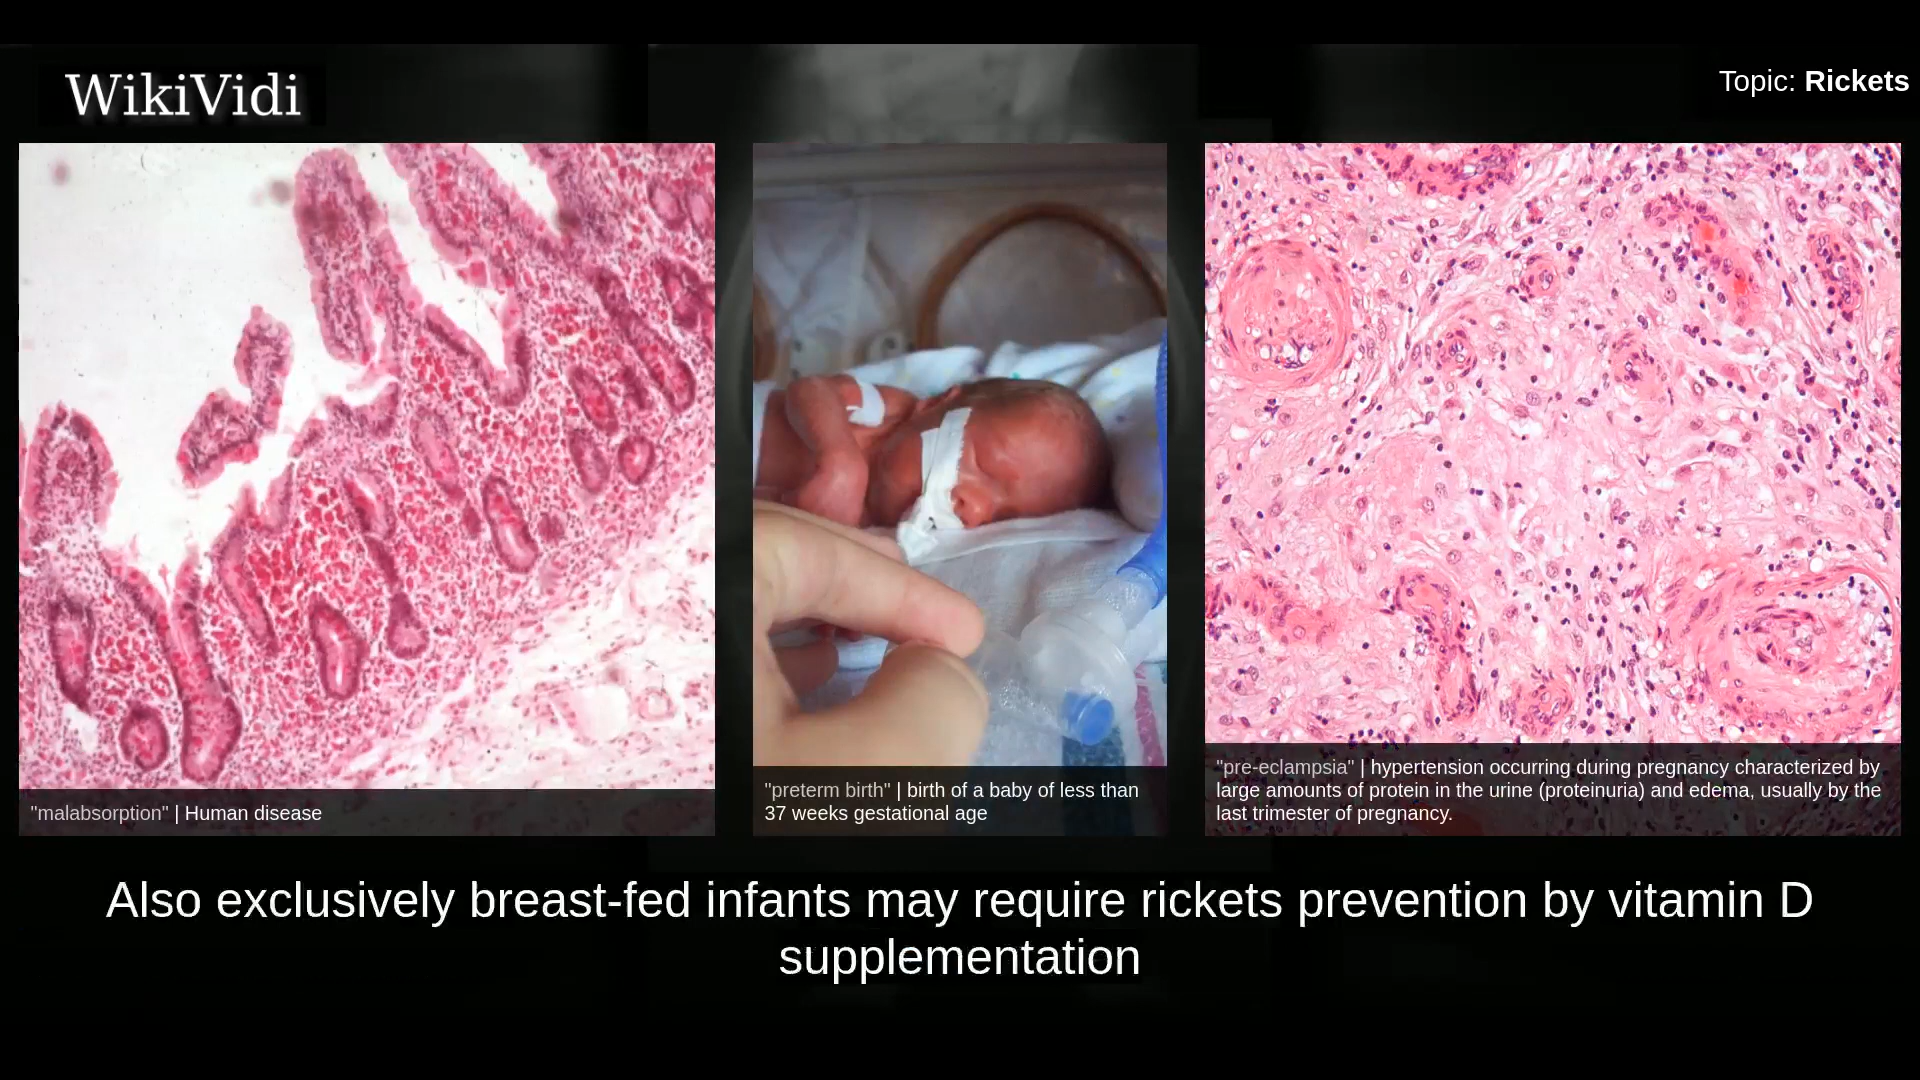 WikiVidi
Topic: Rickets
"malabsorption" | Human disease
"preterm birth" | birth of a baby of less than
37 weeks gestational age
"pre-eclampsia" | hypertension occurring during pregnancy characterized by
large amounts of protein in the urine (proteinuria) and edema, usually by the
last trimester of pregnancy.
Also exclusively breast-fed infants may require rickets prevention by vitamin D
supplementation